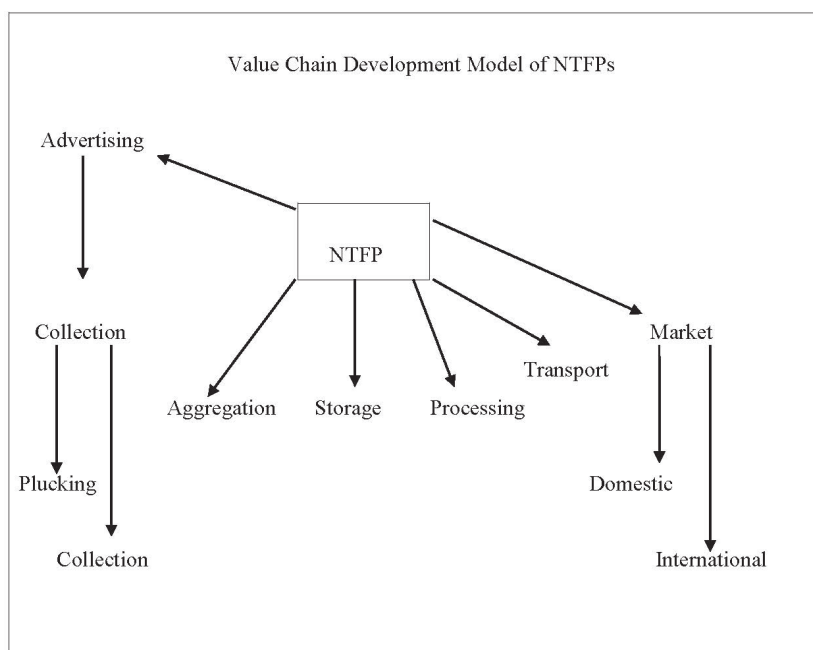 Value Chain Development Model of NTFPs
Advertising
NTFP
Collection
Market
Transport
Aggregation
Storage
Processing
Plucking
Domestic
Collection
International